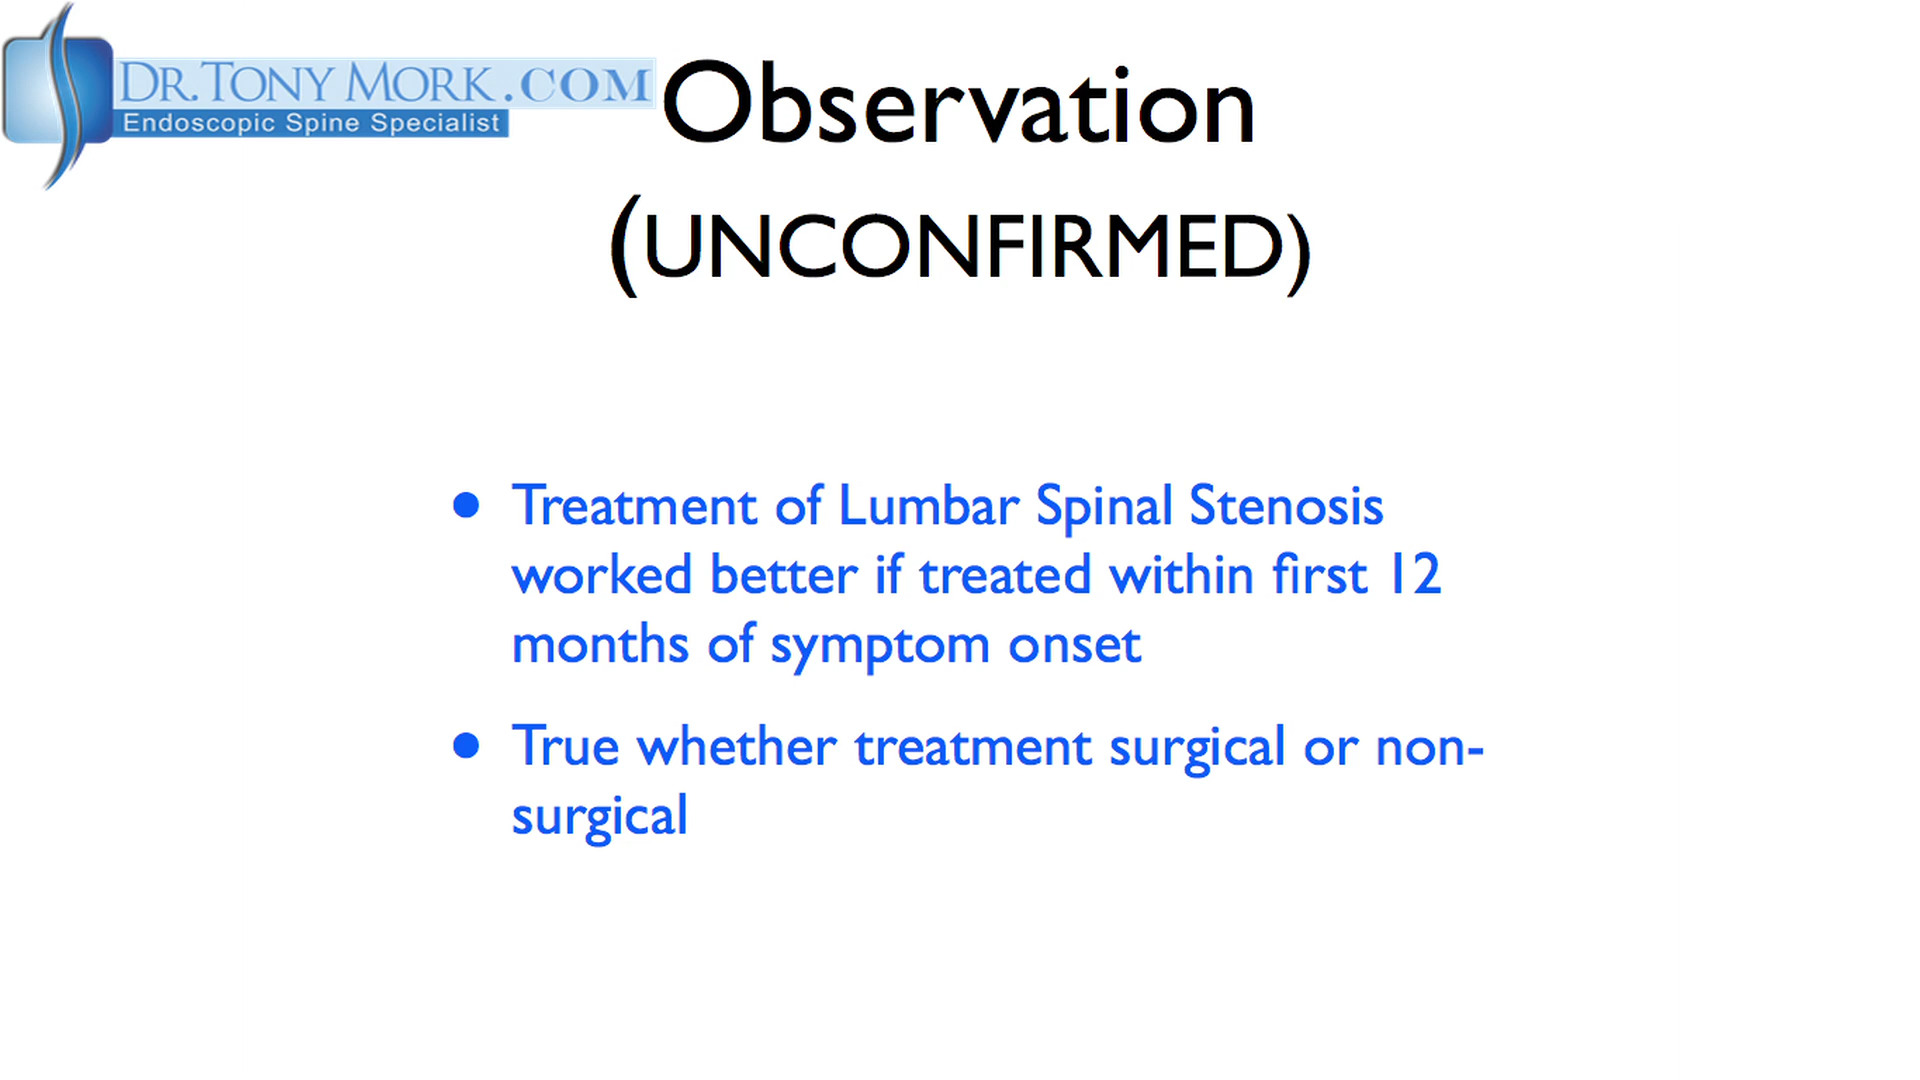 DR.TONY MORK.COM
Endoscopic Spine Specialist
Observation
(UNCONFIRMED)
• Treatment of Lumbar Spinal Stenosis
worked better if treated within first 12
months of symptom onset
• True whether treatment surgical or non-
surgical